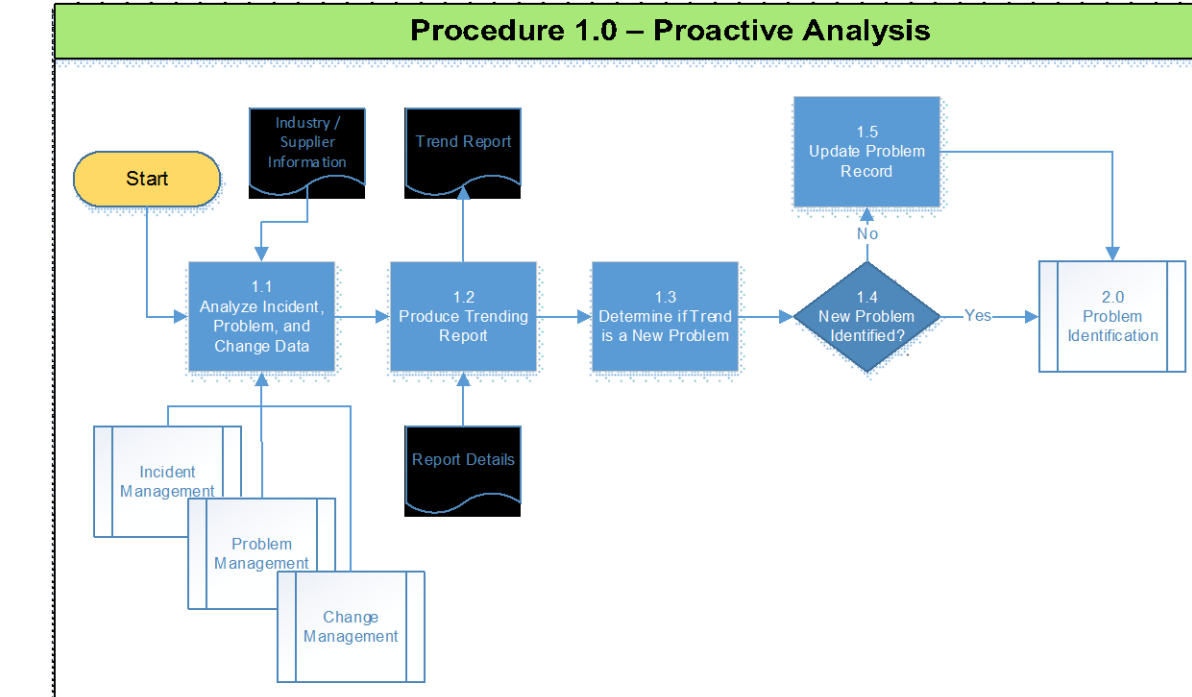 Procedure 1.0 – Proactive Analysis
Start
Industry /
Supplier
Information
Trend Report
1.5
Update Problem
Record
No
1.1
Analyze Incident,
Problem, and
Change Data
1.2
Produce Trending
Report
1.3
Determine if Trend
is a New Problem
1.4
New Problem
Identified?
Yes
2.0
Problem
Identification
Incident
Management
Report Details
Problem
Management
Change
Management